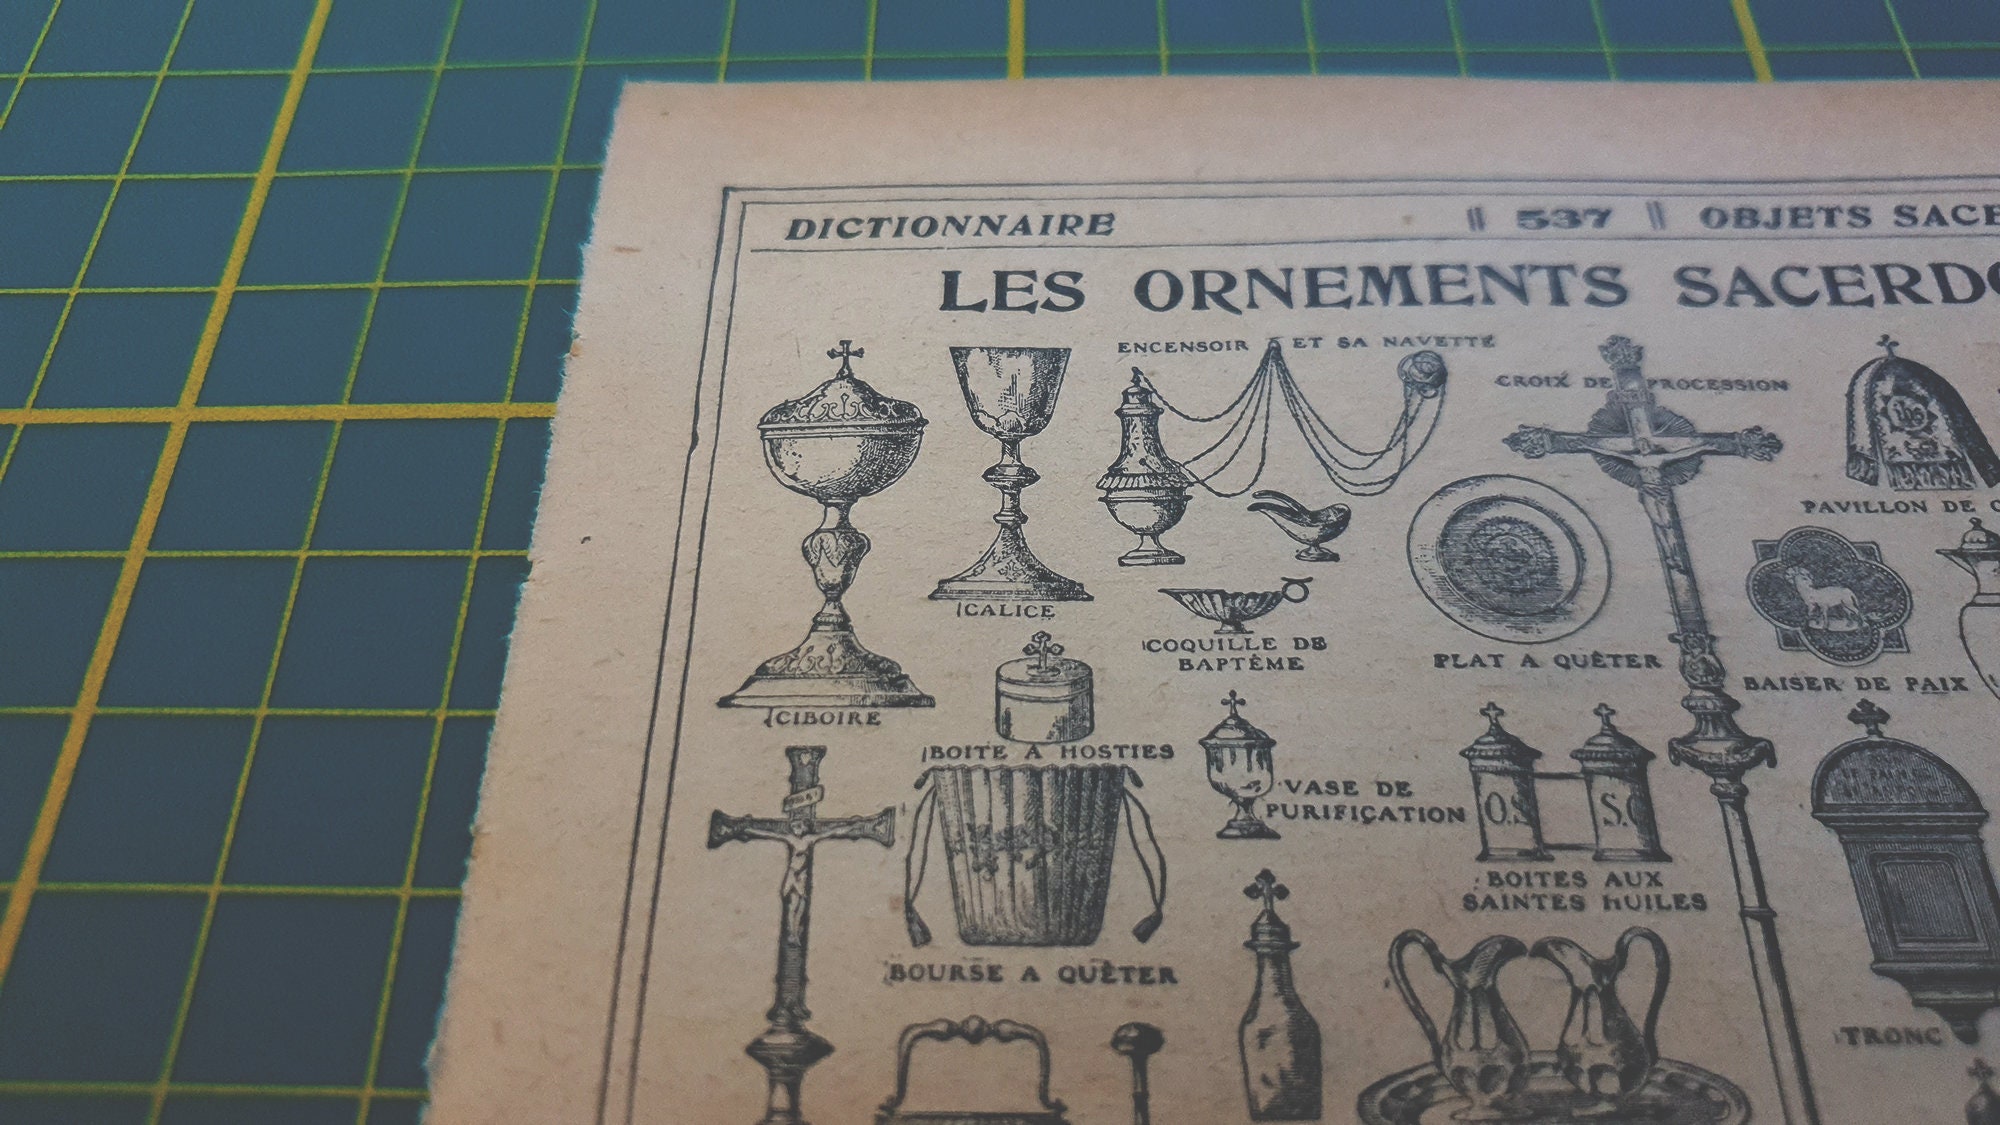 DICTIONNAIRE || 537 || OBJETS SACE
LES ORNEMENTS SACERDO
ENCENSOIR ET SA NAVETTE
CROIX DE PROCESSION
PAVILLON DE C
CALICE
COQUILLE DE
BAPTÊME
PLAT A QUÊTER
BAISER DE PAIX
CIBOIRE
BOITE A HOSTIES
VASE DE
PURIFICATION
O.S
S.C
BOITES AUX
SAINTES HUILES
BOURSE A QUÊTER
TRONC
ihs